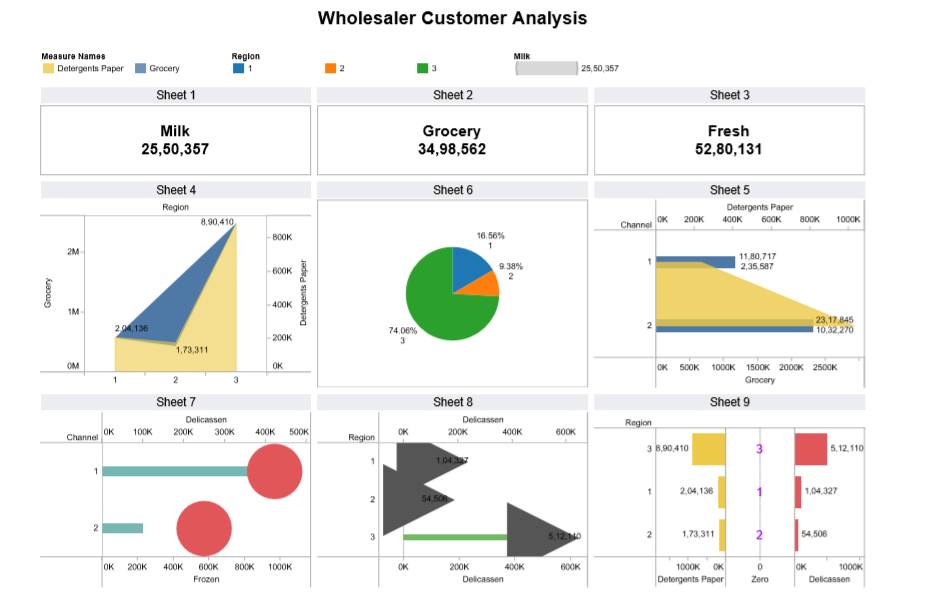 Wholesaler Customer Analysis
Measure Names
Detergents Paper Grocery
Region
1 2 3
Milk
25,50,357
Sheet 1
Milk
25,50,357
Sheet 2
Grocery
34,98,562
Sheet 3
Fresh
52,80,131
Sheet 4
Region
8,90,410
2M
1M
0M
Grocery
2,04,136
1,73,311
800K
600K
400K
200K
0K
Detergents Paper
1 2 3
Sheet 6
16.56%
1
9.38%
2
74.06%
3
Sheet 5
Detergents Paper
Channel 0K 200K 400K 600K 800K 1000K
1 11,80,717
2,35,587
2 23,17,845
10,32,270
0K 500K 1000K 1500K 2000K 2500K
Grocery
Sheet 7
Delicassen
Channel 0K 100K 200K 300K 400K 500K
1
2
0K 200K 400K 600K 800K 1000K
Frozen
Sheet 8
Delicassen
Region 0K 200K 400K 600K
1 1,04,327
2 54,506
3 5,12,110
0K 200K 400K 600K
Delicassen
Sheet 9
Region
3 8,90,410 3 5,12,110
1 2,04,136 1 1,04,327
2 1,73,311 2 54,506
1000K 0K 0 0K 1000K
Detergents Paper Zero Delicassen